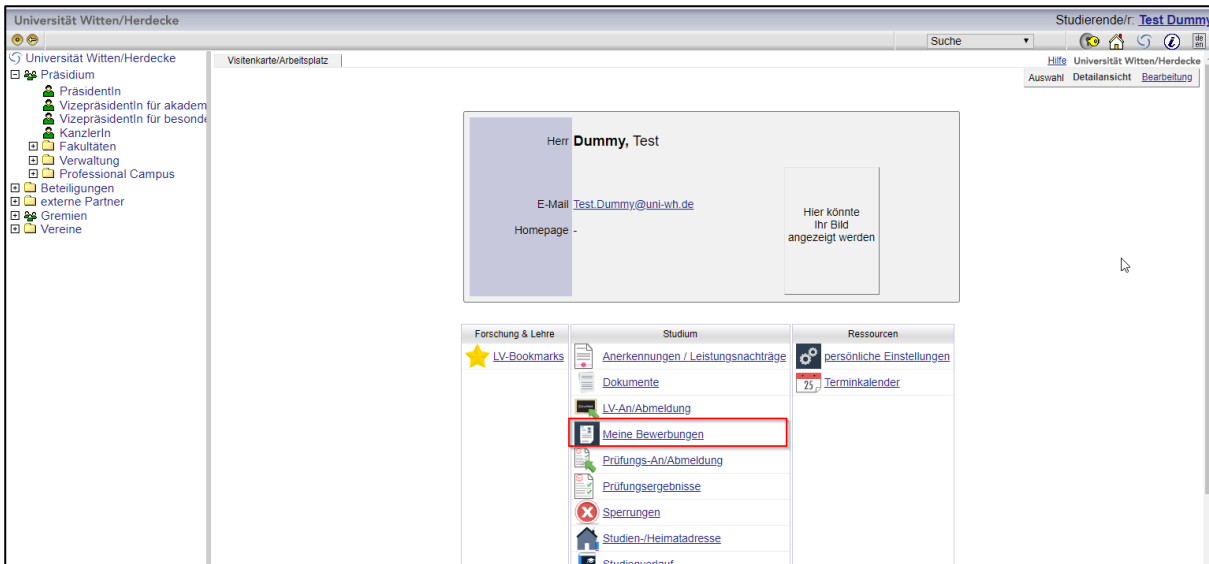 Universität Witten/Herdecke
Studierende/r: Test Dummy
Suche
de
en
Universität Witten/Herdecke
Präsidium
PräsidentIn
VizepräsidentIn für akadem
VizepräsidentIn für besonde
KanzlerIn
Fakultäten
Verwaltung
Professional Campus
Beteiligungen
externe Partner
Gremien
Vereine
Visitenkarte/Arbeitsplatz
Hilfe Universität Witten/Herdecke
Auswahl Detailansicht Bearbeitung
Herr Dummy, Test
E-Mail Test.Dummy@uni-wh.de
Homepage -
Hier könnte
Ihr Bild
angezeigt werden
Forschung & Lehre
LV-Bookmarks
Studium
Anerkennungen / Leistungsnachträge
Dokumente
LV-An/Abmeldung
Meine Bewerbungen
Prüfungs-An/Abmeldung
Prüfungsergebnisse
Sperrungen
Studien-/Heimatadresse
Studienverlauf
Ressourcen
persönliche Einstellungen
25
Terminkalender